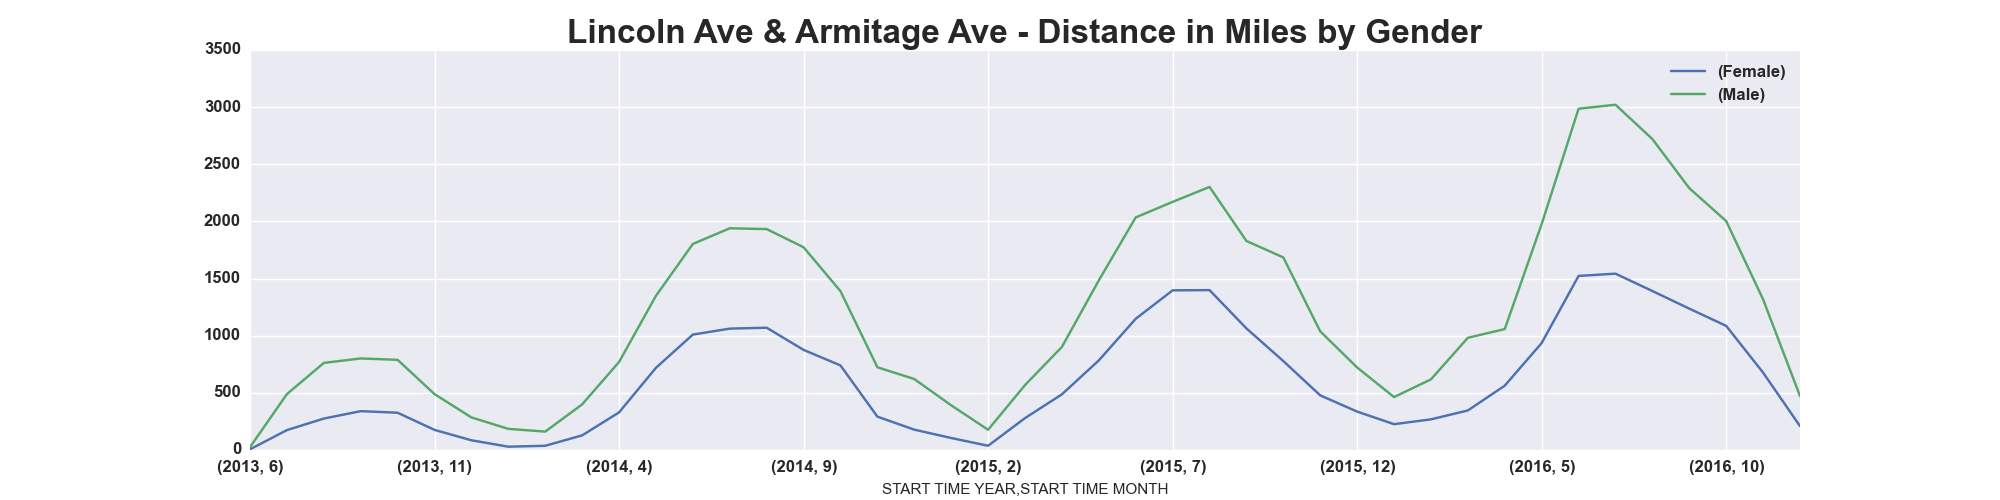 Lincoln Ave & Armitage Ave - Distance in Miles by Gender
3500
3000
2500
2000
1500
1000
500
0
(Female)
(Male)
(2013, 6) (2013, 11) (2014, 4) (2014, 9) (2015, 2) (2015, 7) (2015, 12) (2016, 5) (2016, 10)
START TIME YEAR,START TIME MONTH